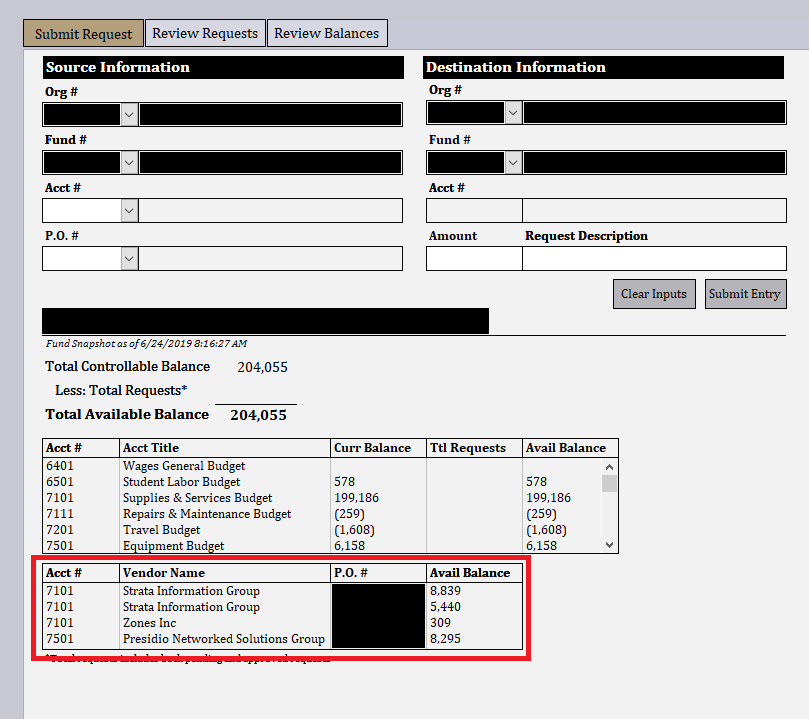 Submit Request Review Requests Review Balances
Source Information Destination Information
Org # Org #
Fund # Fund #
Acct # Acct #
P.O. # Amount Request Description
Clear Inputs Submit Entry
Fund Snapshot as of 6/24/2019 8:16:27 AM
Total Controllable Balance 204,055
Less: Total Requests*
Total Available Balance 204,055
Acct # Acct Title Curr Balance Ttl Requests Avail Balance
6401 Wages General Budget
6501 Student Labor Budget 578 578
7101 Supplies & Services Budget 199,186 199,186
7111 Repairs & Maintenance Budget (259) (259)
7201 Travel Budget (1,608) (1,608)
7501 Equipment Budget 6,158 6,158
Acct # Vendor Name P.O. # Avail Balance
7101 Strata Information Group 8,839
7101 Strata Information Group 5,440
7101 Zones Inc 309
7501 Presidio Networked Solutions Group 8,295